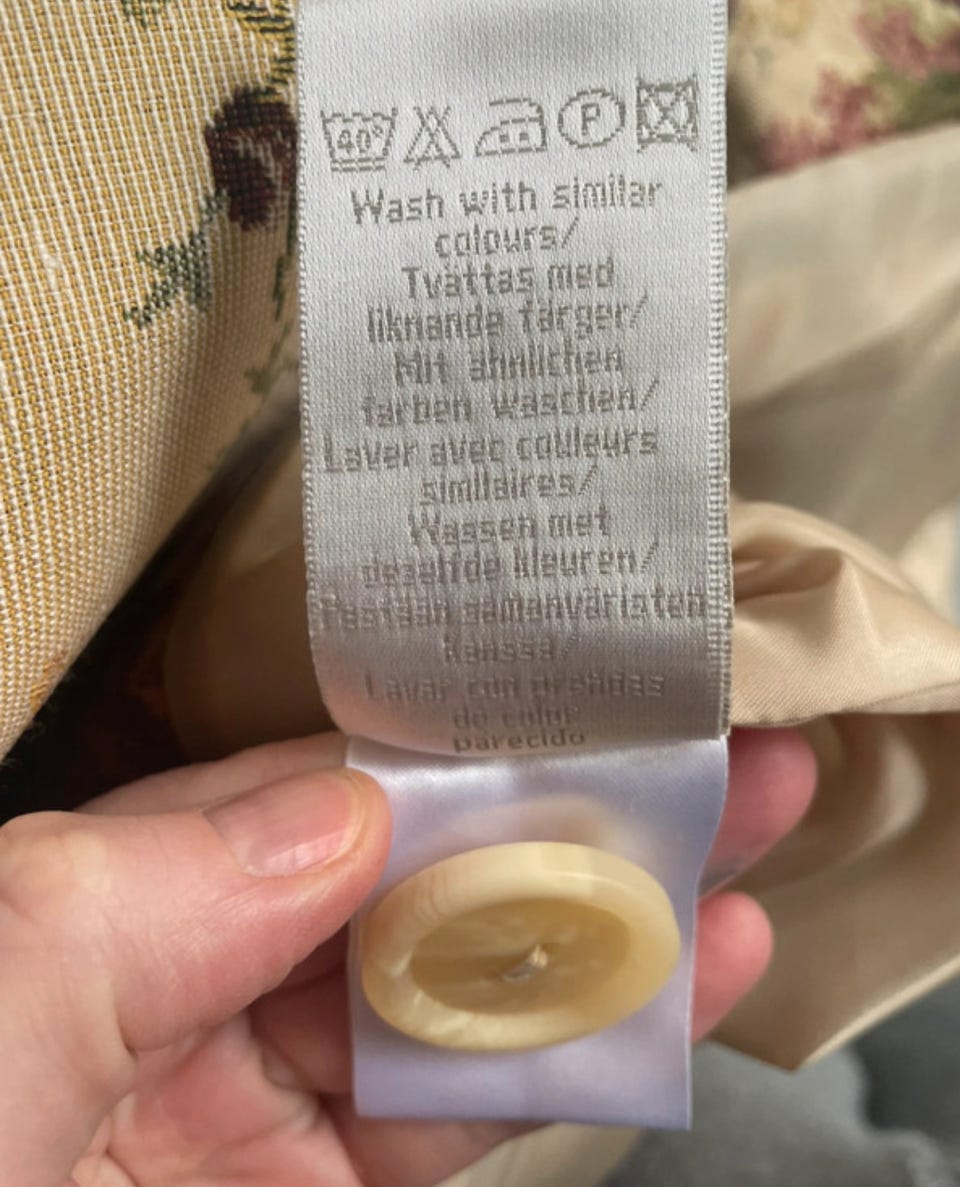 40° P
Wash with similar
colours/
Tvättas med
liknande färger/
Mit ähnlichen
farben waschen/
Laver avec couleurs
similaires/
Wassen met
dezelfde kleuren/
Pestään samanväristen
kanssa/
Lavar con prendas
de color
parecido